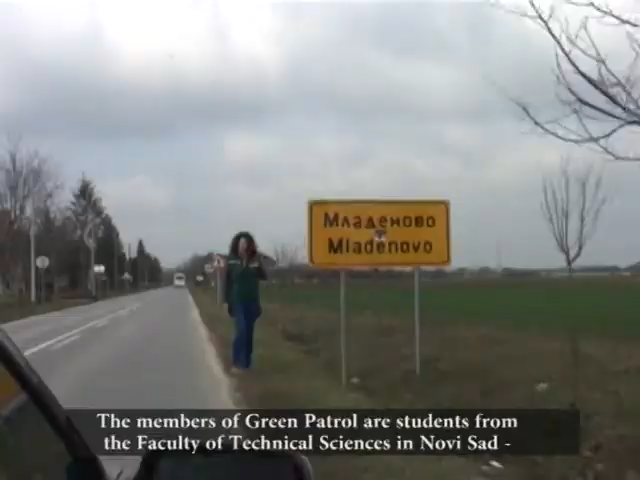 Младеново
Mladenovo
The members of Green Patrol are students from
the Faculty of Technical Sciences in Novi Sad -